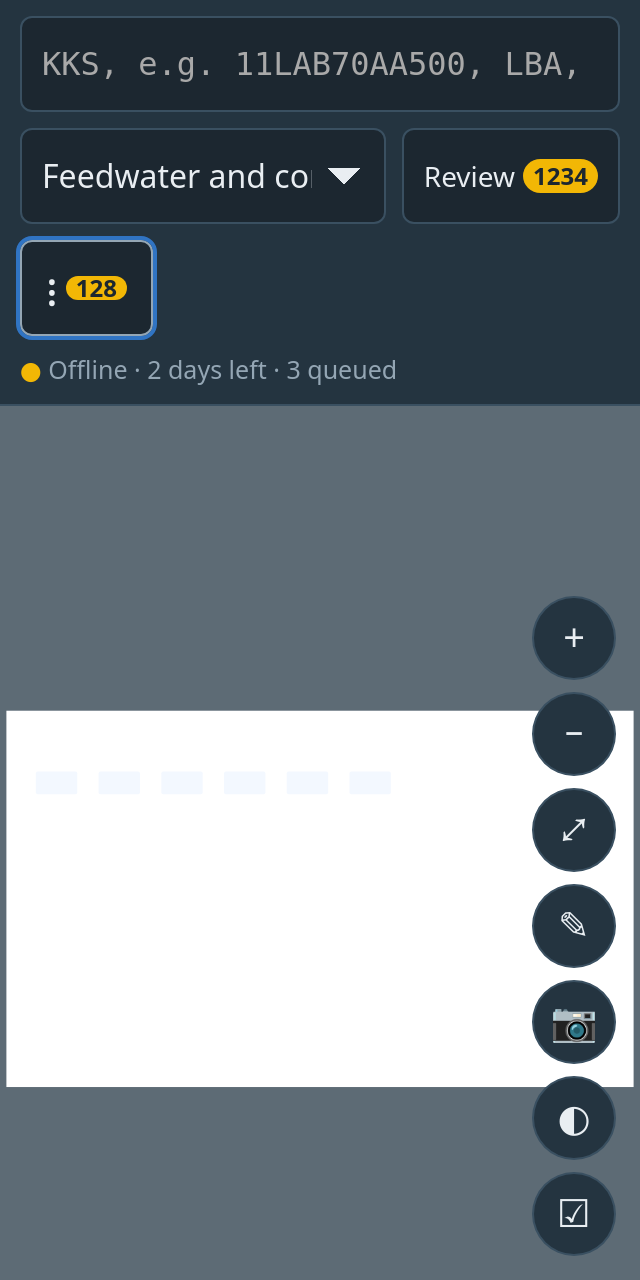 KKS, e.g. 11LAB70AA500, LBA,
Feedwater and co
Review 1234
⋮ 128
Offline · 2 days left · 3 queued
+
−